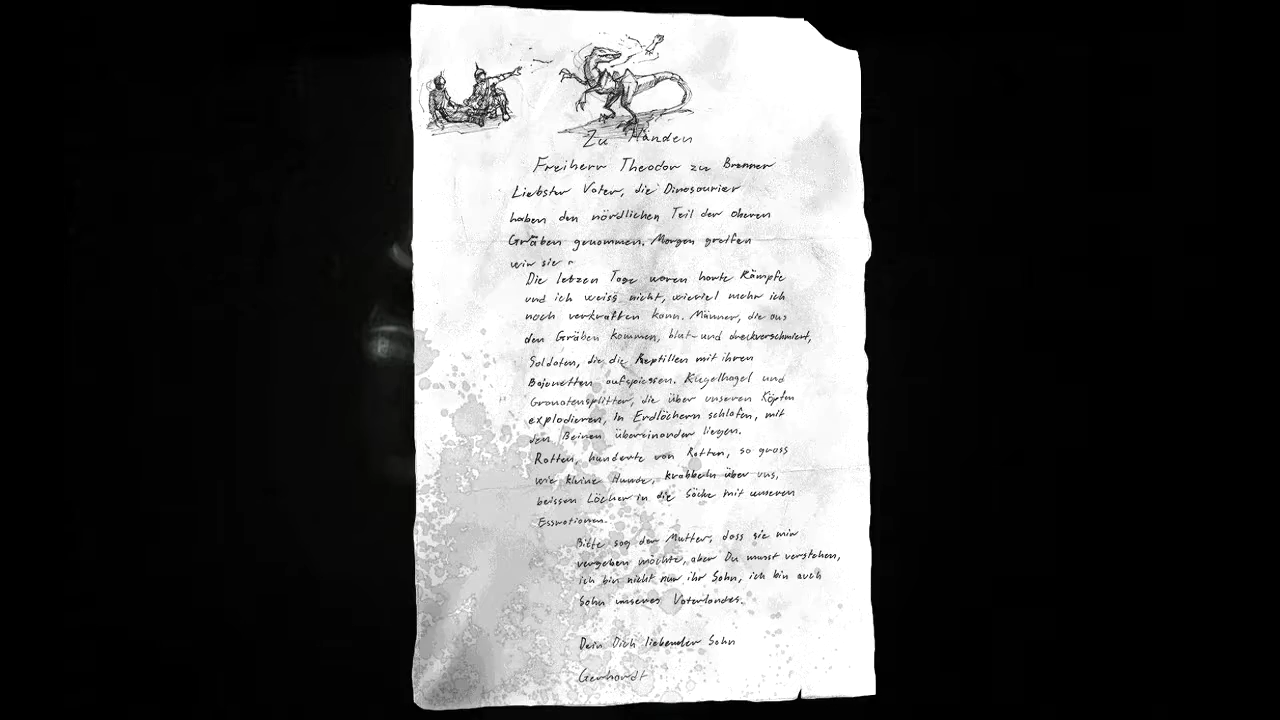 Zu Händen
Freiherr Theodor zu Brenner
Liebster Vater, die Dinosaurier
haben den nördlichen Teil der oberen
Gräben genommen. Morgen greifen
wir sie
Die letzen Tage waren harte Kämpfe
und ich weiss nicht, wieviel mehr ich
noch verkraften kann. Männer, die aus
den Gräben kommen, blut- und dreckverschmiert,
Soldaten, die die Reptilien mit ihren
Bajonetten aufspiessen. Kugelhagel und
Granatensplitter, die über unseren Köpfen
explodieren, in Erdlöchern schlafen, mit
den Beinen übereinander liegen.
Ratten, hunderte von Ratten, so gross
wie kleine Hunde, krabbeln über uns,
beissen Löcher in die Säcke mit unseren
Essrationen.
Bitte sag der Mutter, dass sie mir
vergeben möchte, aber Du musst verstehen,
ich bin nicht nur ihr Sohn, ich bin auch
Sohn unseres Vaterlandes.
Dein Dich liebender Sohn
Gerhardt